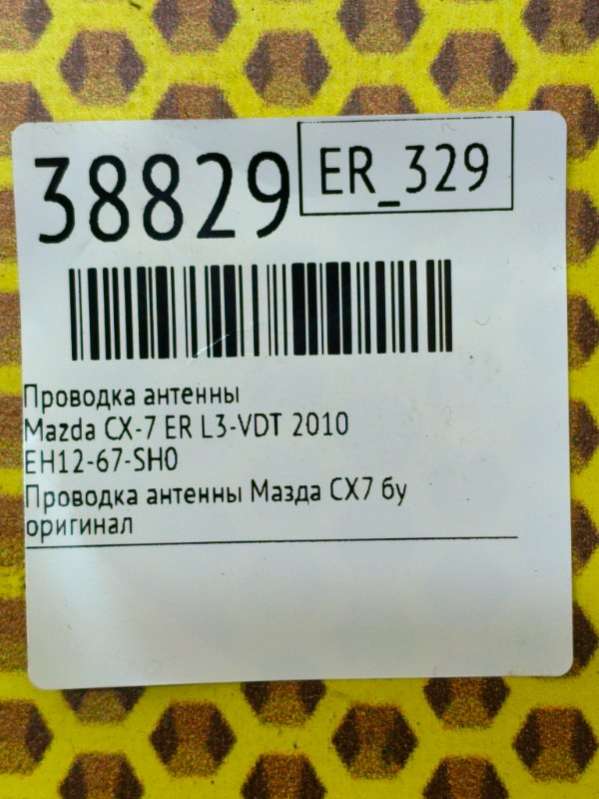 38829
ER_329
Проводка антенны
Mazda CX-7 ER L3-VDT 2010
EH12-67-SH0
Проводка антенны Мазда СХ7 бу
оригинал